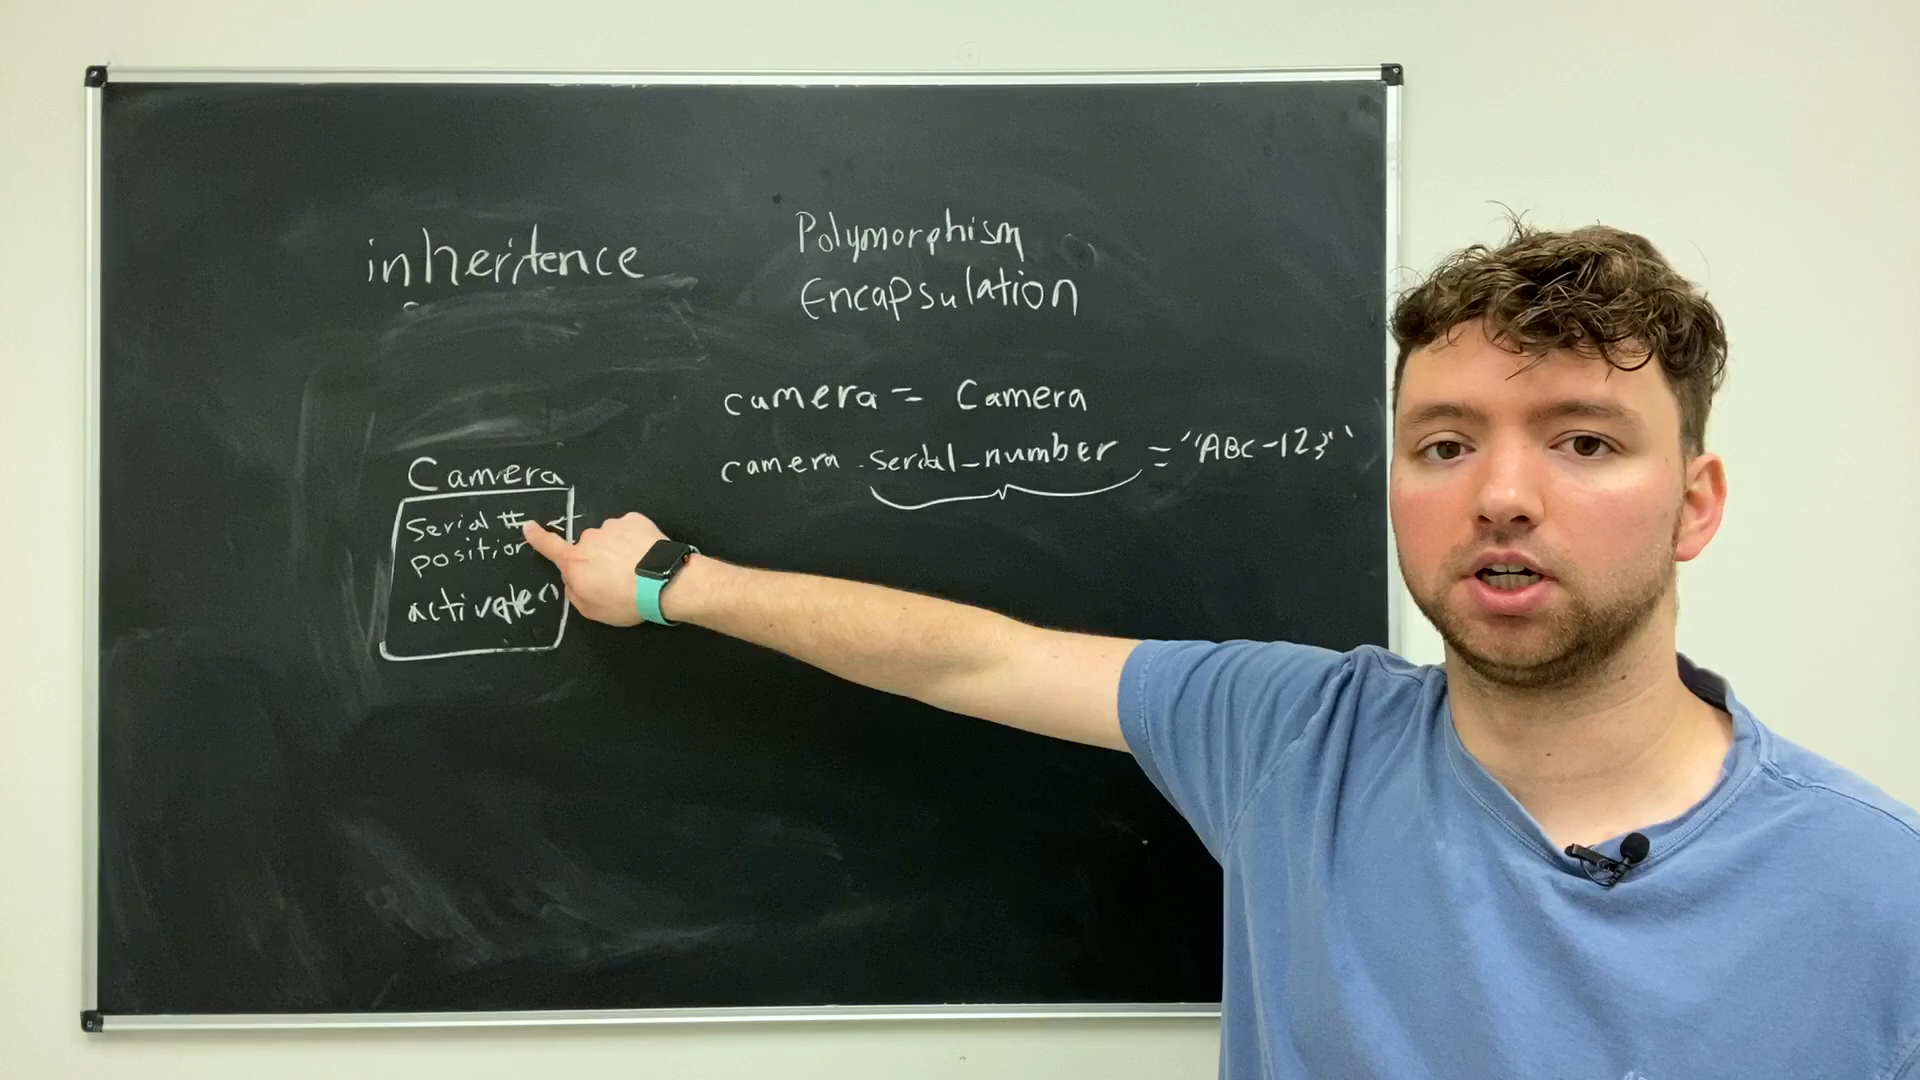 inheritence
Polymorphism
Encapsulation
camera = Camera
camera.serial_number = "ABC-123"
Camera
Serial #
position
activate()